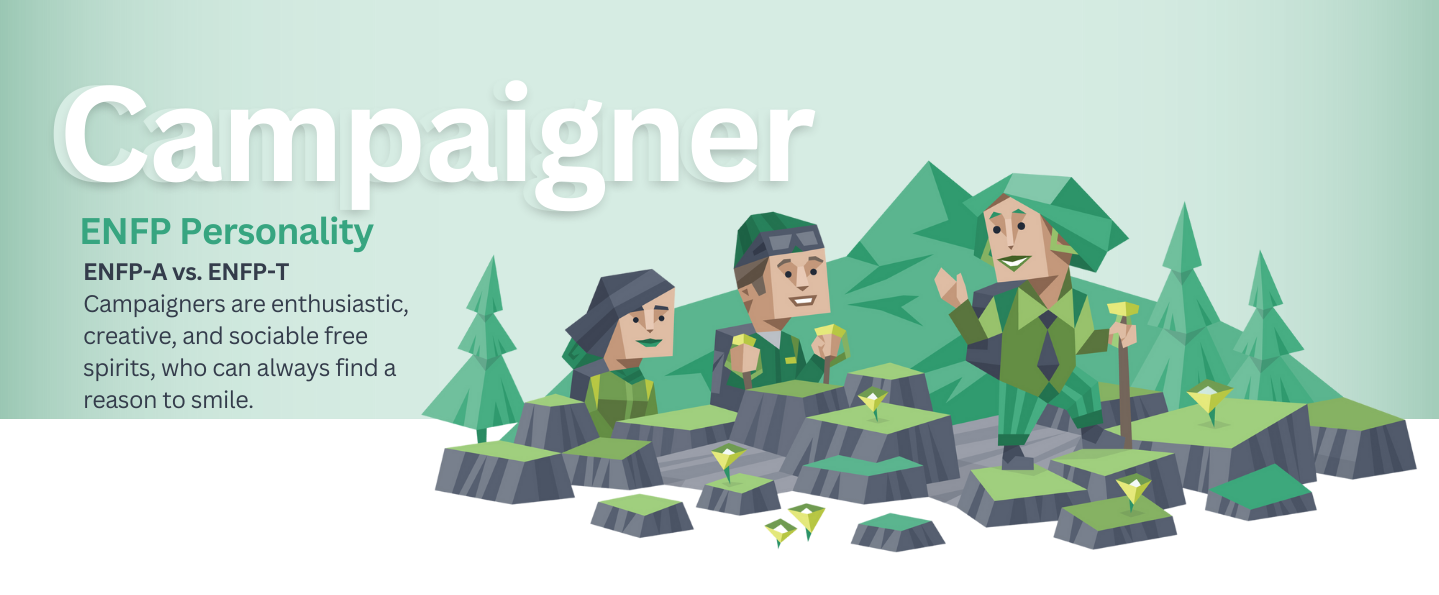 Campaigner
ENFP Personality
ENFP-A vs. ENFP-T
Campaigners are enthusiastic,
creative, and sociable free
spirits, who can always find a
reason to smile.